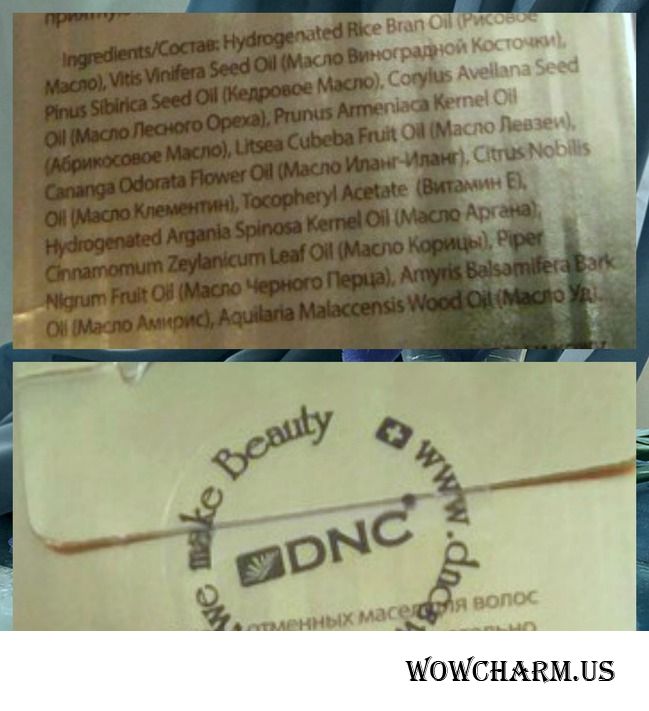 Ingredients/Состав: Hydrogenated Rice Bran Oil (Рисовое
Масло), Vitis Vinifera Seed Oil (Масло Виноградной Косточки),
Pinus Sibirica Seed Oil (Кедровое Масло), Corylus Avellana Seed
Oil (Масло Лесного Ореха), Prunus Armeniaca Kernel Oil
(Абрикосовое Масло), Litsea Cubeba Fruit Oil (Масло Левзеи),
Cananga Odorata Flower Oil (Масло Иланг-Иланг), Citrus Nobilis
Oil (Масло Клементин), Tocopheryl Acetate (Витамин Е),
Hydrogenated Argania Spinosa Kernel Oil (Масло Аргана),
Cinnamomum Zeylanicum Leaf Oil (Масло Корицы), Piper
Nigrum Fruit Oil (Масло Черного Перца), Amyris Balsamifera Bark
Oil (Масло Амирис), Aquilaria Malaccensis Wood Oil (Масло Уд).
we make Beauty
www.dnc
DNC
волос
WOWCHARM.US